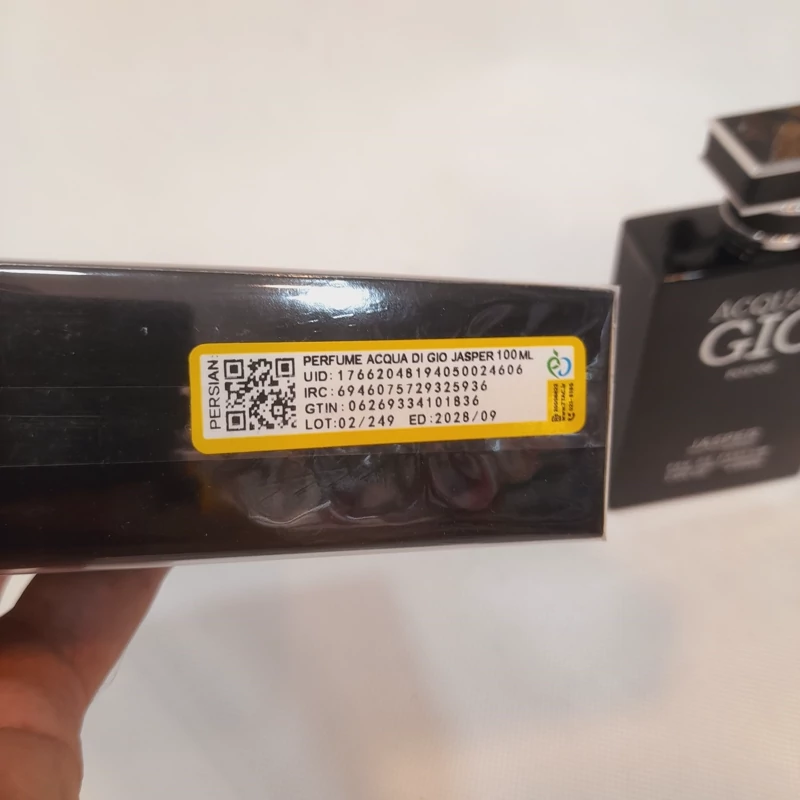 PERSIAN:
PERFUME ACQUA DI GIO JASPER 100 ML
UID: 17662048194050024606
IRC: 6946075729325936
GTIN: 06269334101836
LOT: 02/249 ED: 2028/09
ACQUA
GIO
JASPER